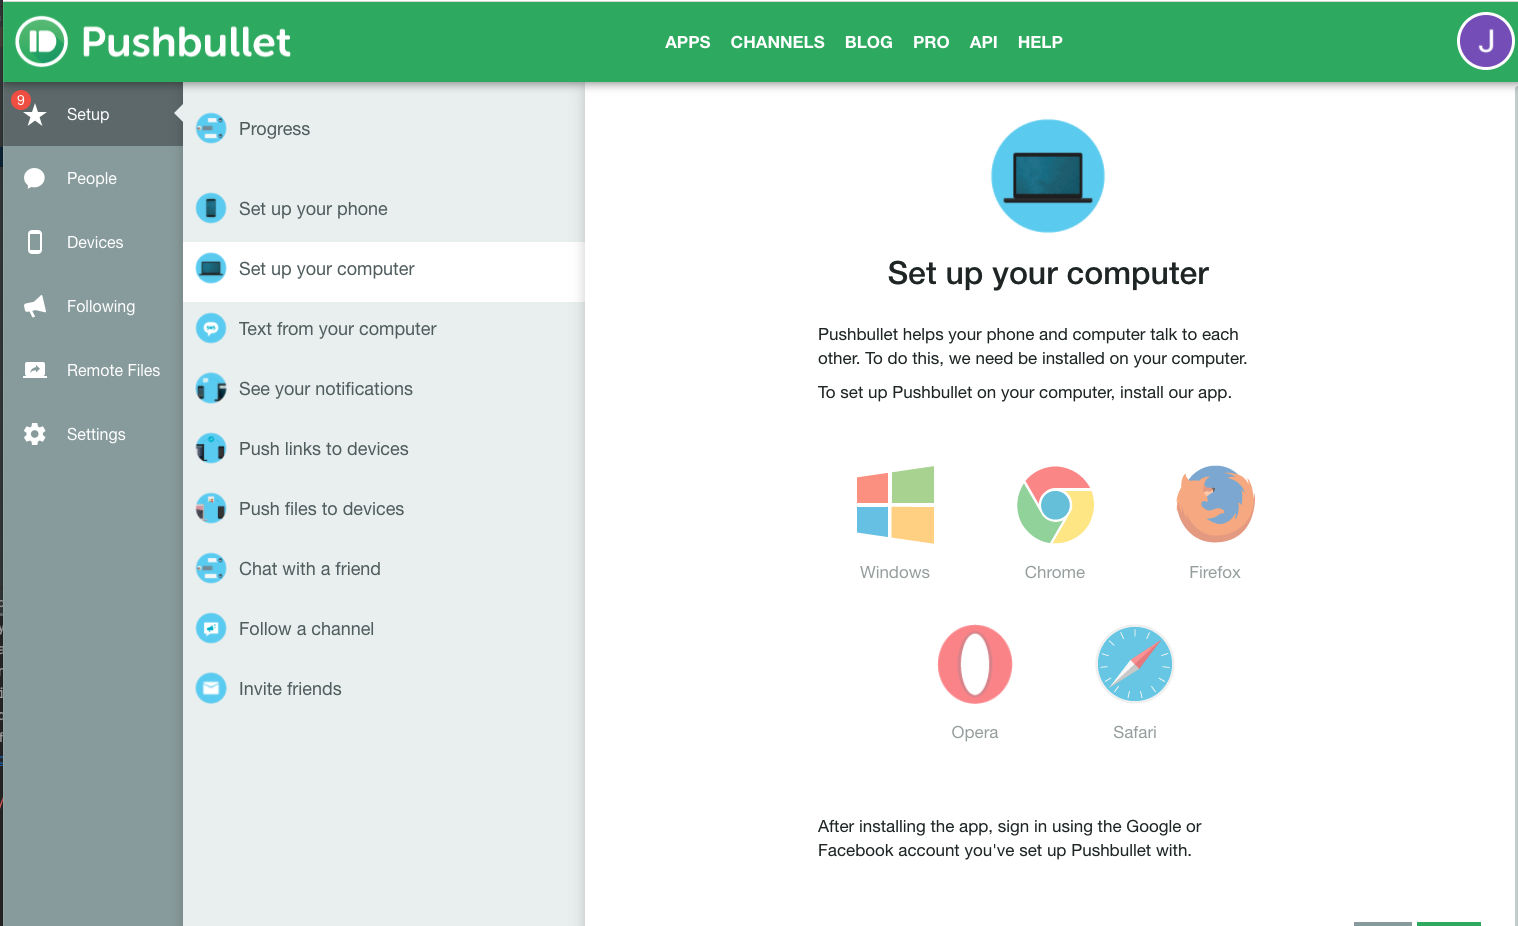 Pushbullet
APPS CHANNELS BLOG PRO API HELP
J
9
Setup
People
Devices
Following
Remote Files
Settings
Progress
Set up your phone
Set up your computer
Text from your computer
See your notifications
Push links to devices
Push files to devices
Chat with a friend
Follow a channel
Invite friends
Set up your computer
Pushbullet helps your phone and computer talk to each
other. To do this, we need be installed on your computer.
To set up Pushbullet on your computer, install our app.
Windows
Chrome
Firefox
Opera
Safari
After installing the app, sign in using the Google or
Facebook account you've set up Pushbullet with.